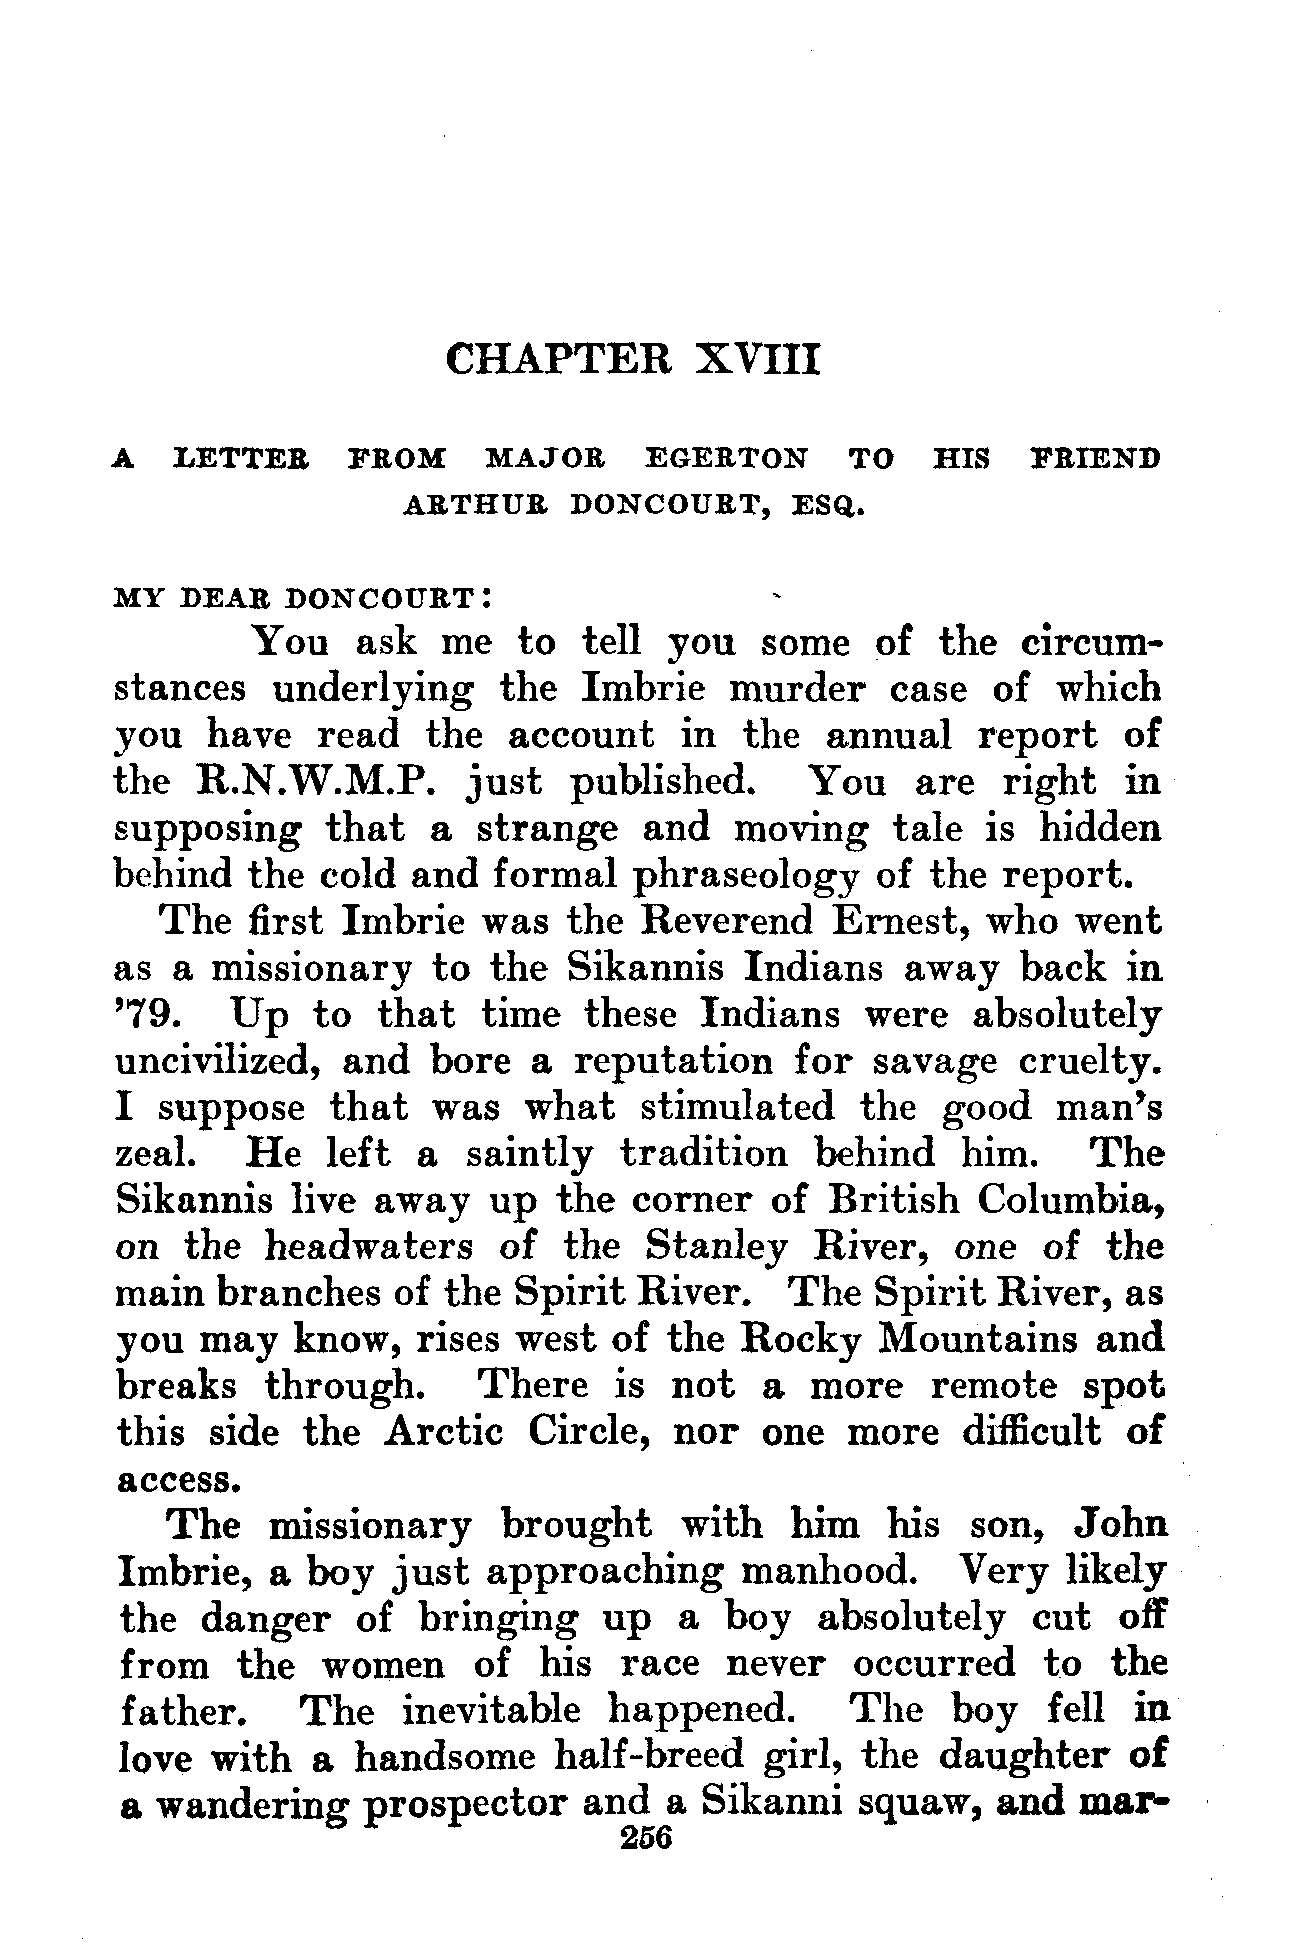 CHAPTER XVIII
A LETTER FROM MAJOR EGERTON TO HIS FRIEND
ARTHUR DONCOURT, ESQ.
MY DEAR DONCOURT:
You ask me to tell you some of the circum-
stances underlying the Imbrie murder case of which
you have read the account in the annual report of
the R.N.W.M.P. just published. You are right in
supposing that a strange and moving tale is hidden
behind the cold and formal phraseology of the report.
The first Imbrie was the Reverend Ernest, who went
as a missionary to the Sikannis Indians away back in
’79. Up to that time these Indians were absolutely
uncivilized, and bore a reputation for savage cruelty.
I suppose that was what stimulated the good man’s
zeal. He left a saintly tradition behind him. The
Sikannis live away up the corner of British Columbia,
on the headwaters of the Stanley River, one of the
main branches of the Spirit River. The Spirit River, as
you may know, rises west of the Rocky Mountains and
breaks through. There is not a more remote spot
this side the Arctic Circle, nor one more difficult of
access.
The missionary brought with him his son, John
Imbrie, a boy just approaching manhood. Very likely
the danger of bringing up a boy absolutely cut off
from the women of his race never occurred to the
father. The inevitable happened. The boy fell in
love with a handsome half-breed girl, the daughter of
a wandering prospector and a Sikanni squaw, and mar-
256